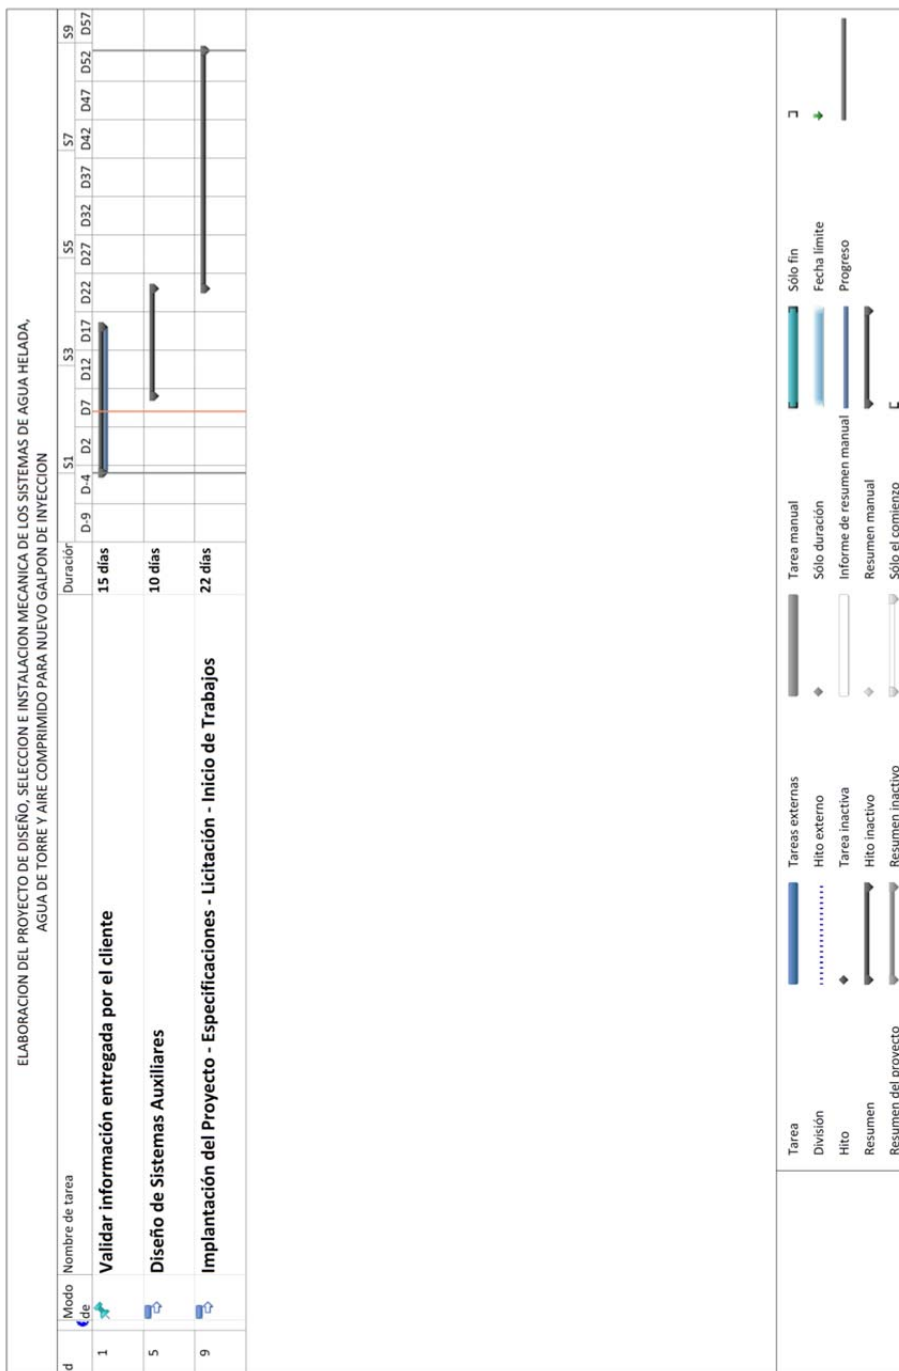 ELABORACION DEL PROYECTO DE DISEÑO, SELECCION E INSTALACION MECANICA DE LOS SISTEMAS DE AGUA HELADA,
AGUA DE TORRE Y AIRE COMPRIMIDO PARA NUEVO GALPON DE INYECCION
d Modo de Nombre de tarea Duración S1 S3 S5 S7 S9
D-9 D-4 D2 D7 D12 D17 D22 D27 D32 D37 D42 D47 D52 D57
1 Validar información entregada por el cliente 15 días
5 Diseño de Sistemas Auxiliares 10 días
9 Implantación del Proyecto - Especificaciones - Licitación - Inicio de Trabajos 22 días
Tarea Tareas externas Tarea manual Sólo fin
División Hito externo Sólo duración Fecha límite
Hito Tarea inactiva Informe de resumen manual Progreso
Resumen Hito inactivo Resumen manual
Resumen del proyecto Resumen inactivo Sólo el comienzo